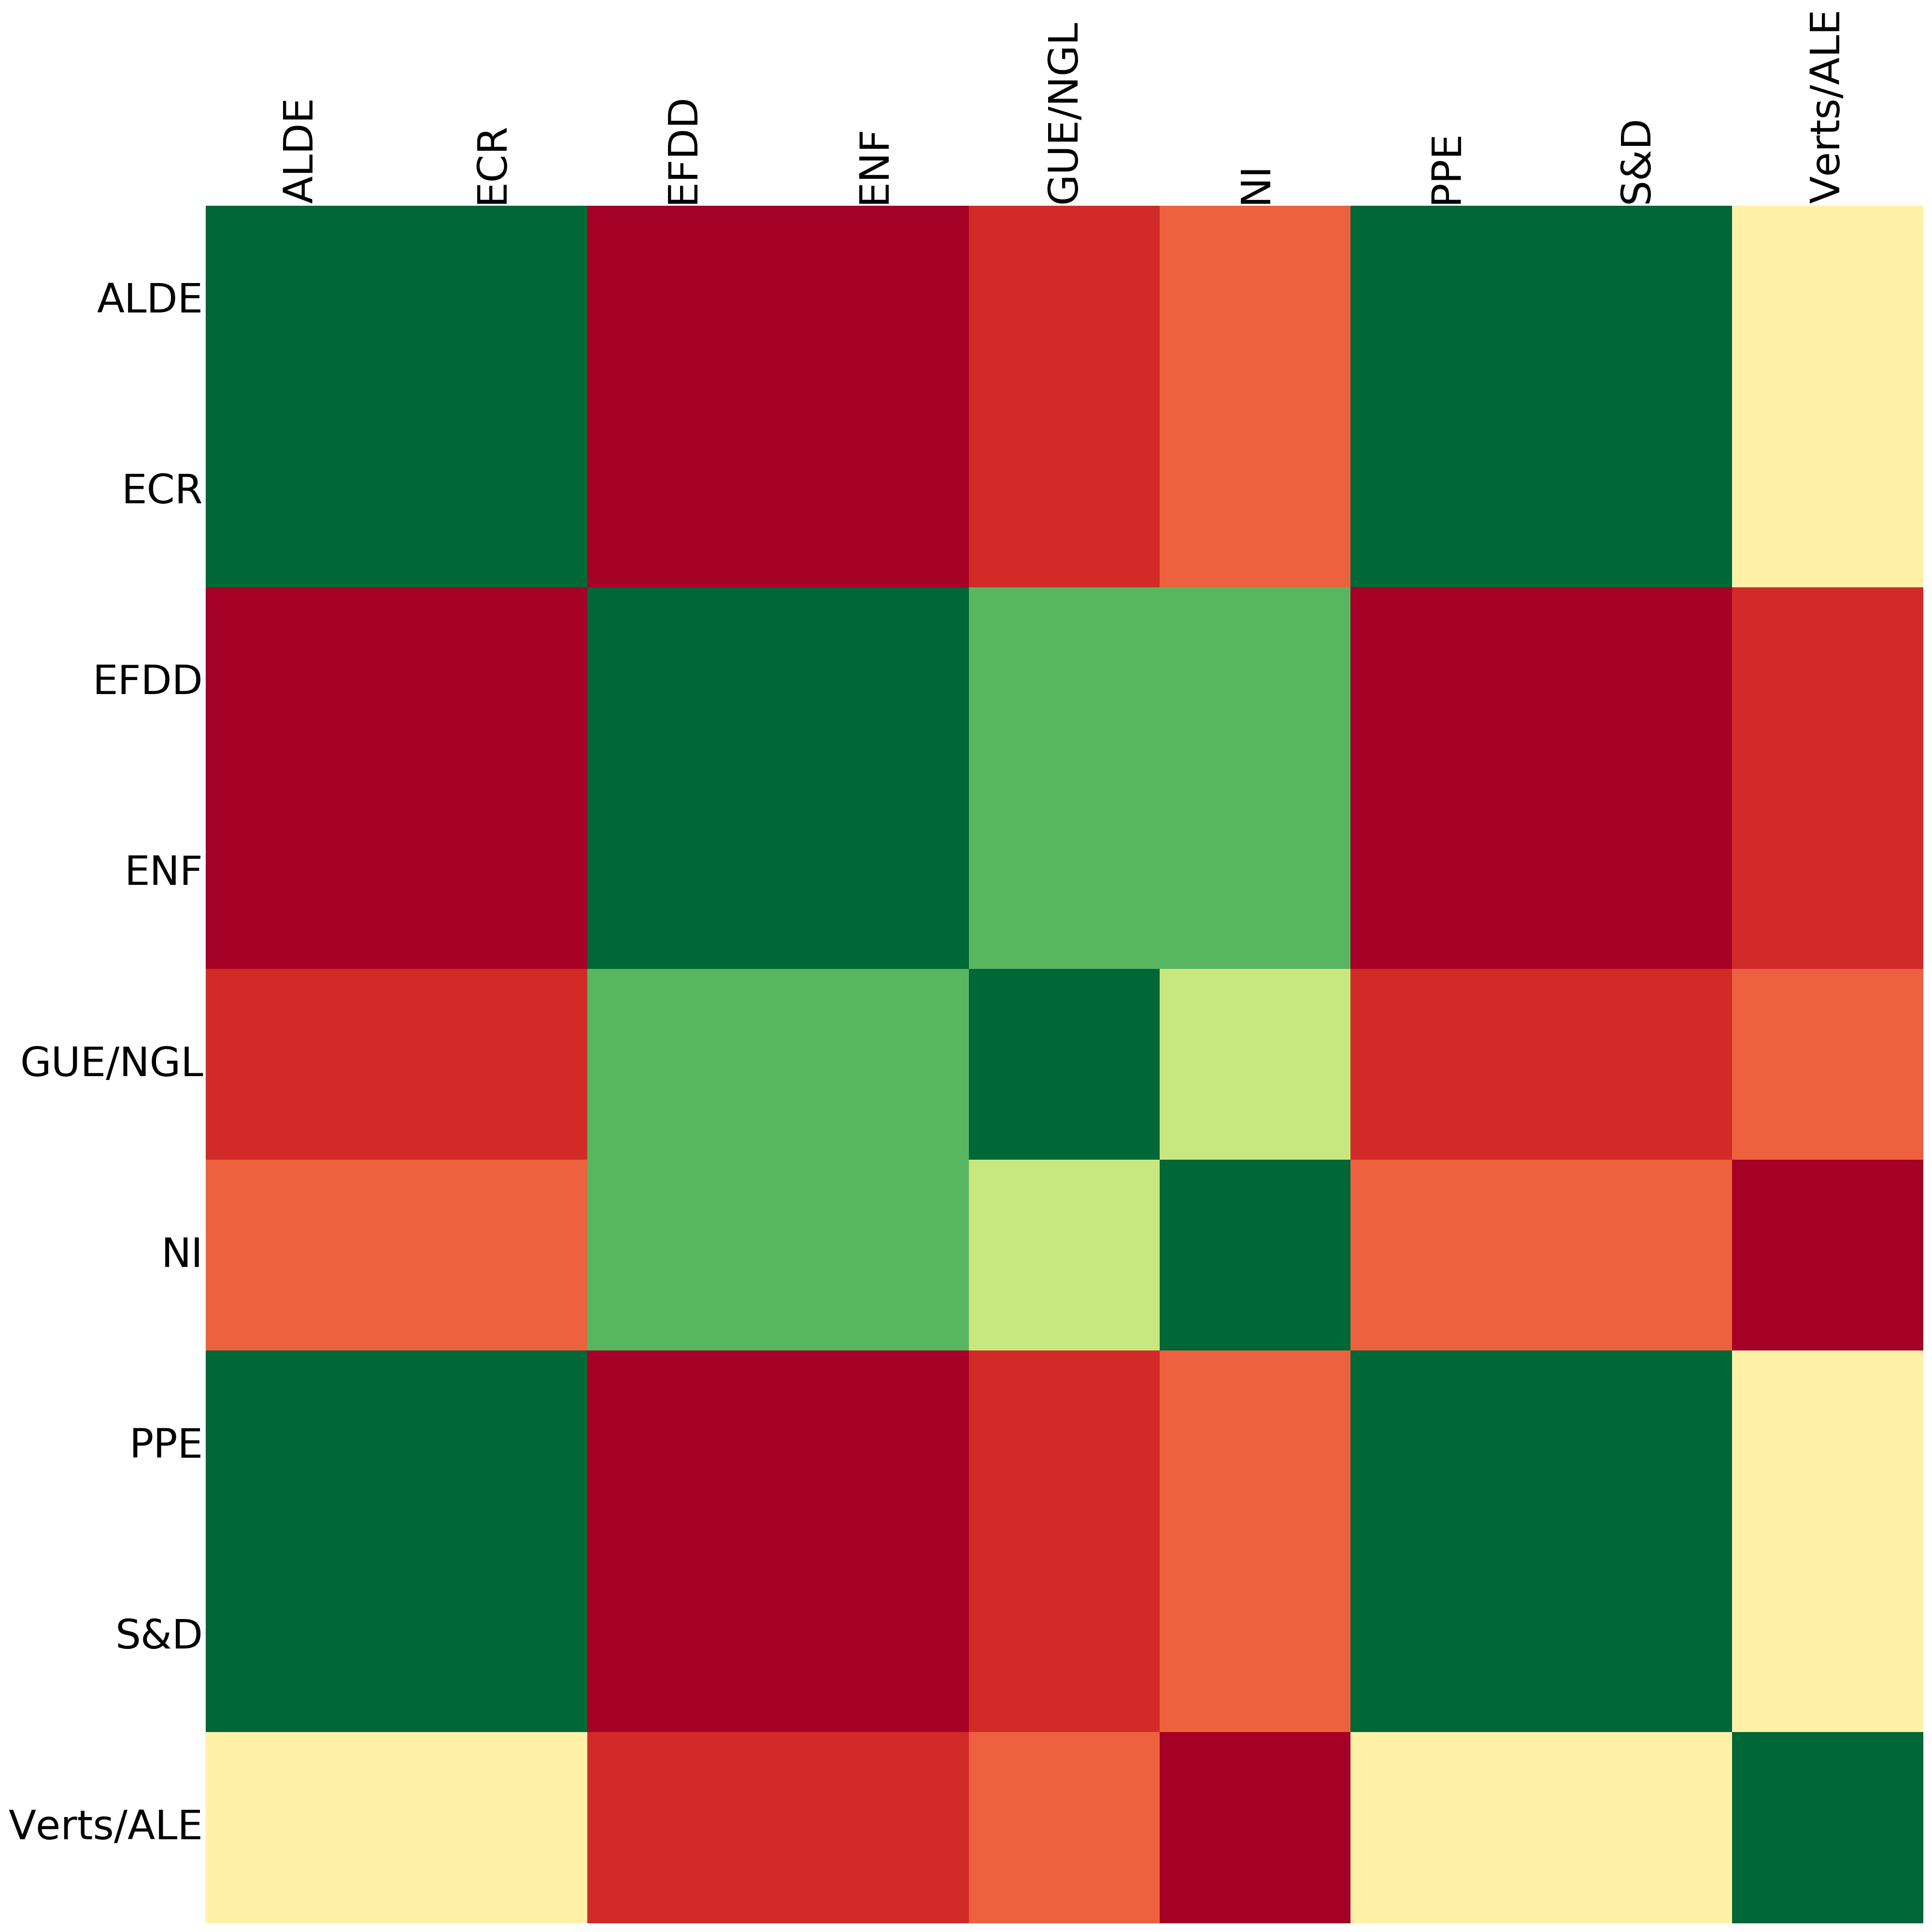 ALDE
ECR
EFDD
ENF
GUE/NGL
NI
PPE
S&D
Verts/ALE
ALDE
ECR
EFDD
ENF
GUE/NGL
NI
PPE
S&D
Verts/ALE